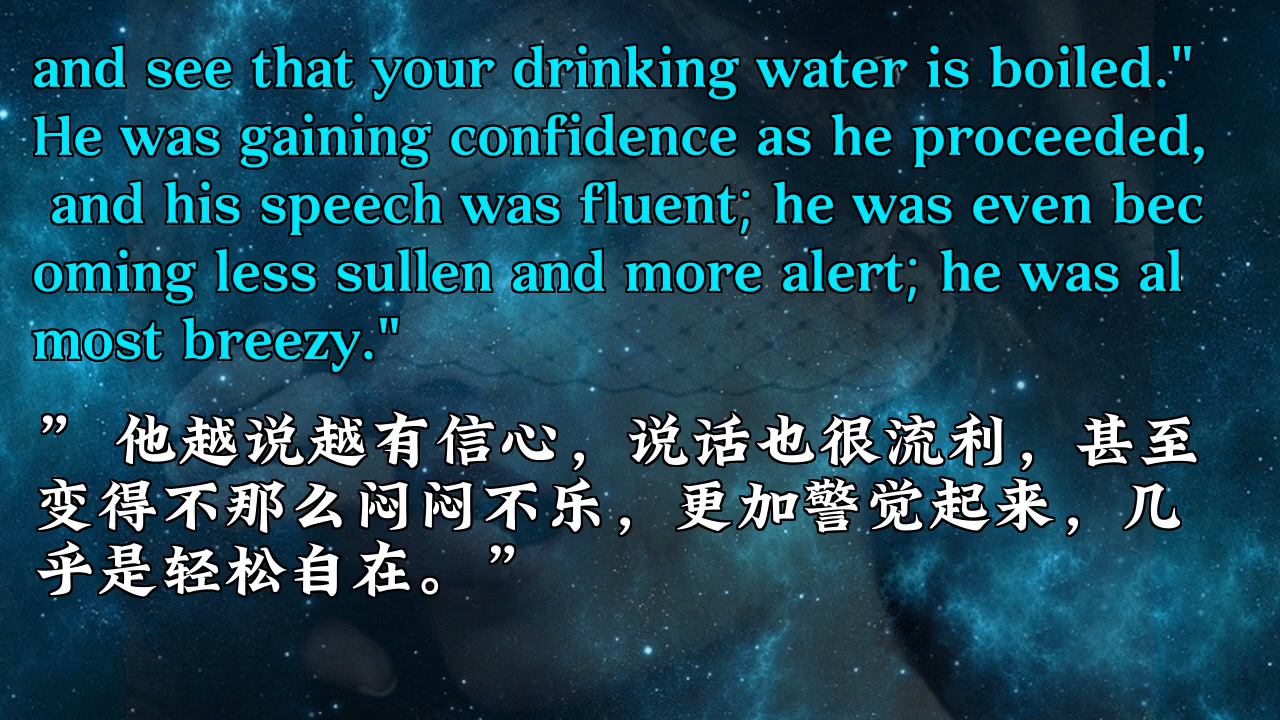 and see that your drinking water is boiled."
He was gaining confidence as he proceeded,
and his speech was fluent; he was even bec
oming less sullen and more alert; he was al
most breezy."
” 他越说越有信心，说话也很流利，甚至
变得不那么闷闷不乐，更加警觉起来，几
乎是轻松自在。”